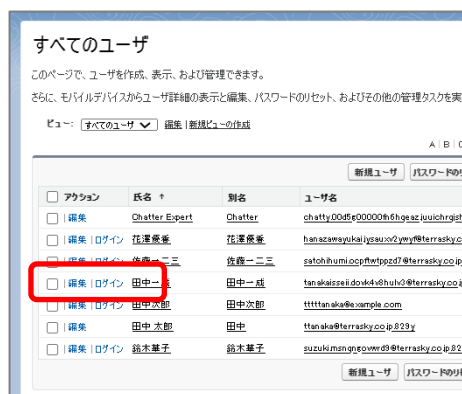 すべてのユーザ
このページで、ユーザを作成、表示、および管理できます。
さらに、モバイルデバイスからユーザ詳細の表示と編集、パスワードのリセット、およびその他の管理タスクを実
ビュー: すべてのユーザ 編集 | 新規ビューの作成
A | B |
新規ユーザ パスワードの
アクション 氏名 ↑ 別名 ユーザ名
| 編集 Chatter Expert Chatter
| 編集 | ログイン 花澤優香 花澤優香
| 編集 | ログイン 佐藤一二三 佐藤一二三
| 編集 | ログイン 田中一成 田中一成
| 編集 | ログイン 田中次郎 田中次郎 tttttanaka@example.com
| 編集 田中 太郎 田中 ttanaka@terrasky.co.jp.829y
| 編集 | ログイン 鈴木華子 鈴木華子
新規ユーザ パスワードの